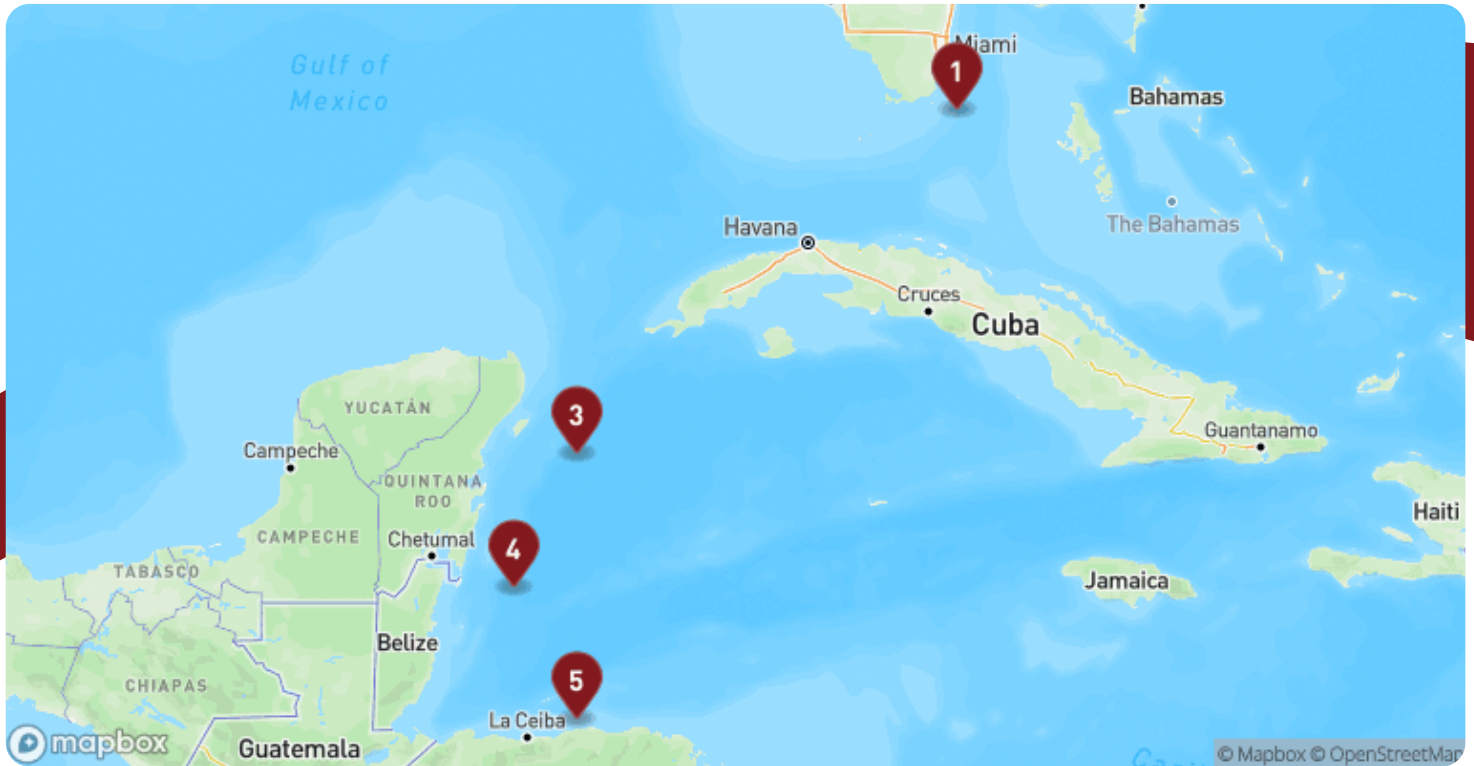 Gulf of
Mexico
Miami
1
Bahamas
The Bahamas
Havana
Cruces
Cuba
3
YUCATÁN
Guantanamo
Campeche
QUINTANA
ROO
Haiti
CAMPECHE
Chetumal
4
TABASCO
Jamaica
Belize
CHIAPAS
5
La Ceiba
mapbox
Guatemala
© Mapbox © OpenStreetMap